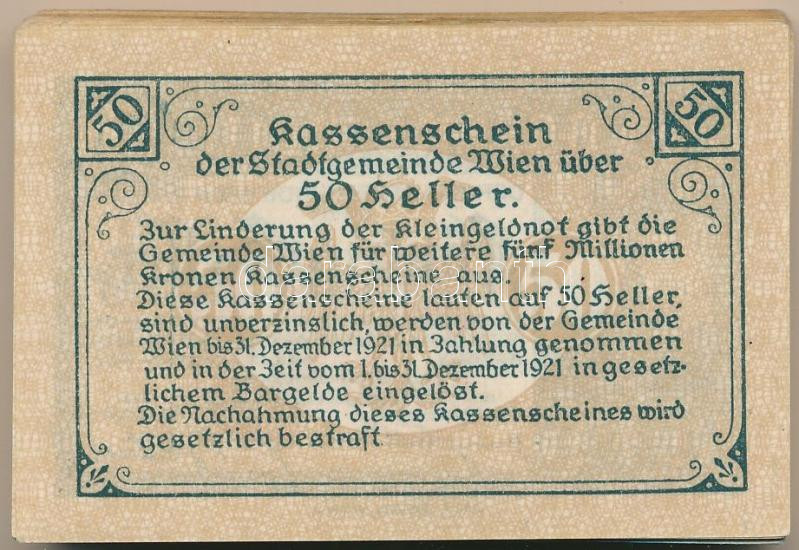 50 50
Kassenschein
der Stadtgemeinde Wien über
50 Heller.
Zur Linderung der Kleingeldnot gibt die
Gemeinde Wien für weitere fünf Millionen
Kronen Kassenscheine aus.
Diese Kassenscheine lauten auf 50 Heller,
sind unverzinslich, werden von der Gemeinde
Wien bis 31. Dezember 1921 in Zahlung genommen
und in der Zeit vom 1. bis 31. Dezember 1921 in gesetz-
lichem Bargelde eingelöst.
Die Nachahmung dieses Kassenscheines wird
gesetzlich bestraft
darabanth